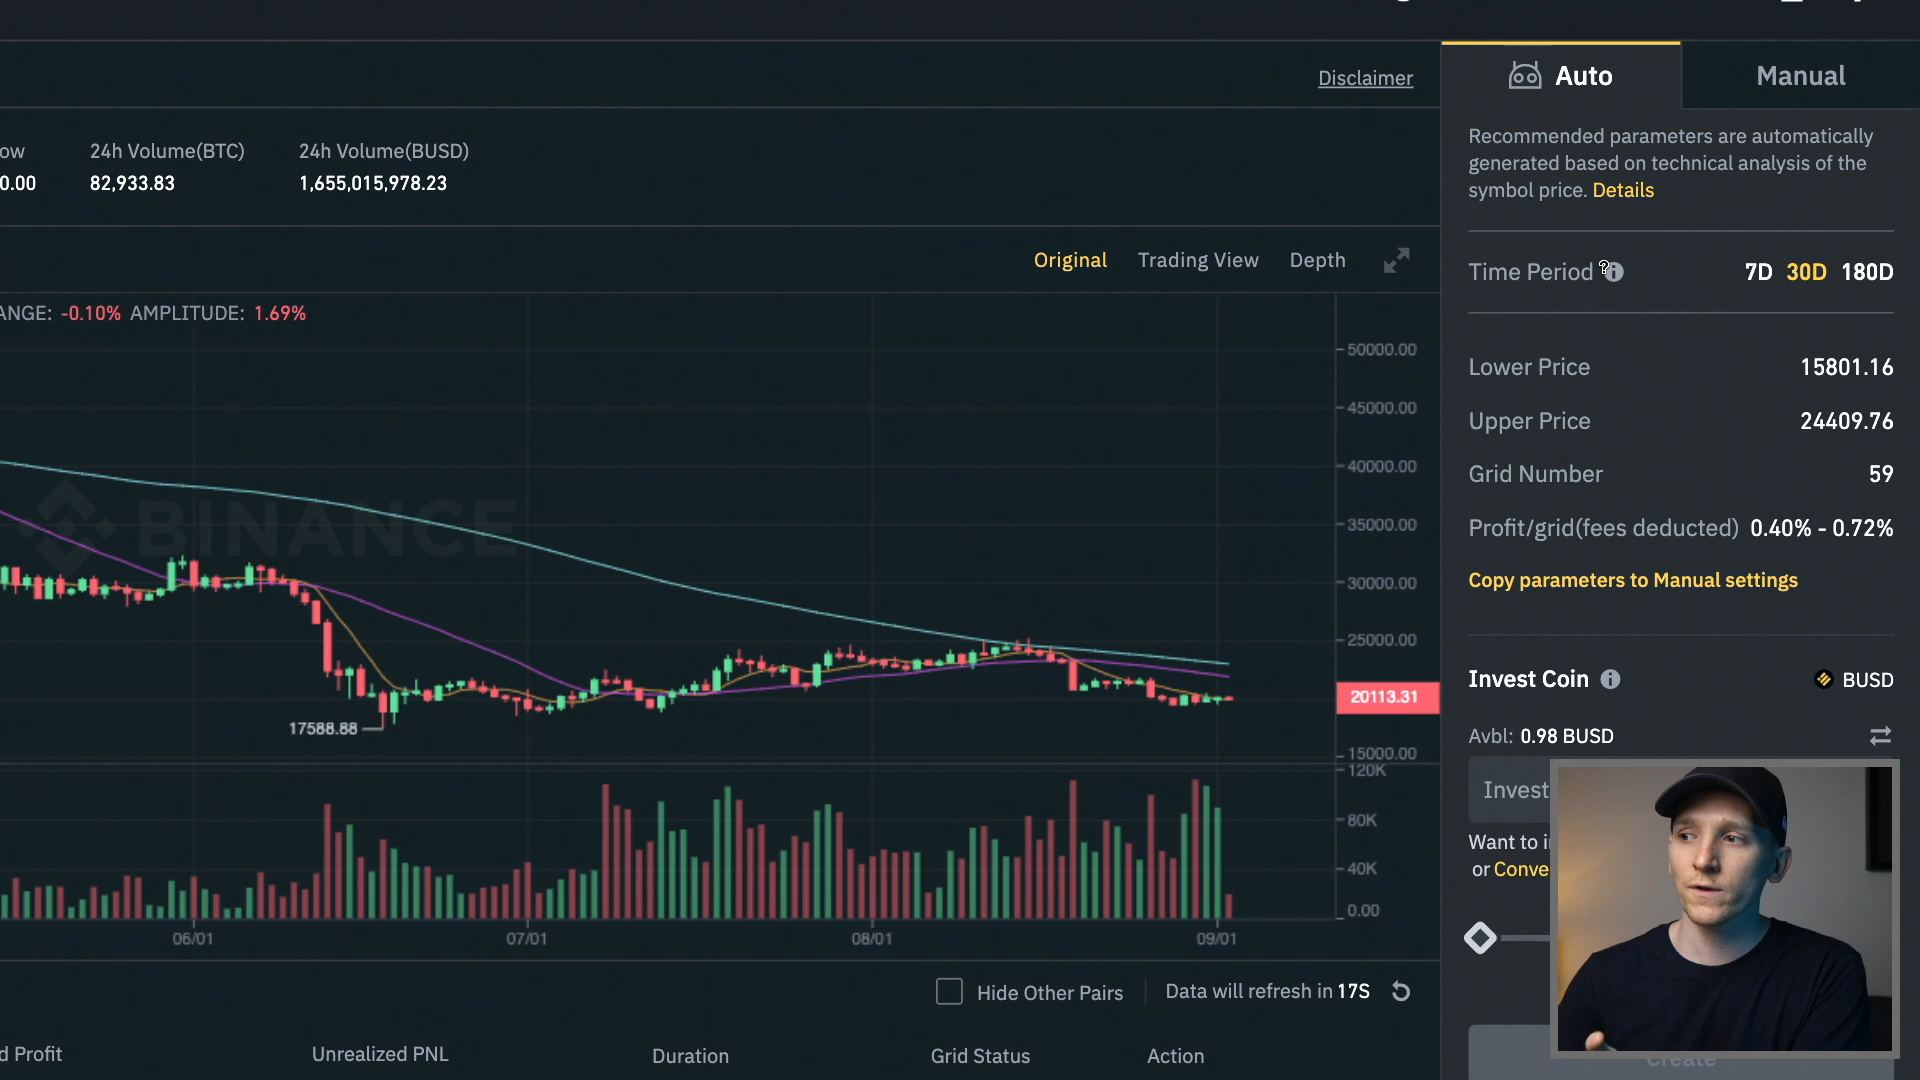 Disclaimer
Auto
Manual
Recommended parameters are automatically
generated based on technical analysis of the
symbol price. Details
ow
24h Volume(BTC)
24h Volume(BUSD)
0.00
82,933.83
1,655,015,978.23
Original
Trading View
Depth
Time Period
7D 30D 180D
ANGE: -0.10% AMPLITUDE: 1.69%
50000.00
45000.00
40000.00
35000.00
30000.00
25000.00
20113.31
15000.00
BINANCE
17588.88
120K
80K
40K
0.00
06/01
07/01
08/01
09/01
Lower Price
15801.16
Upper Price
24409.76
Grid Number
59
Profit/grid(fees deducted)
0.40% - 0.72%
Copy parameters to Manual settings
Invest Coin
BUSD
Avbl: 0.98 BUSD
Invest
Want to i
or Conve
Create
Hide Other Pairs
Data will refresh in 17S
d Profit
Unrealized PNL
Duration
Grid Status
Action